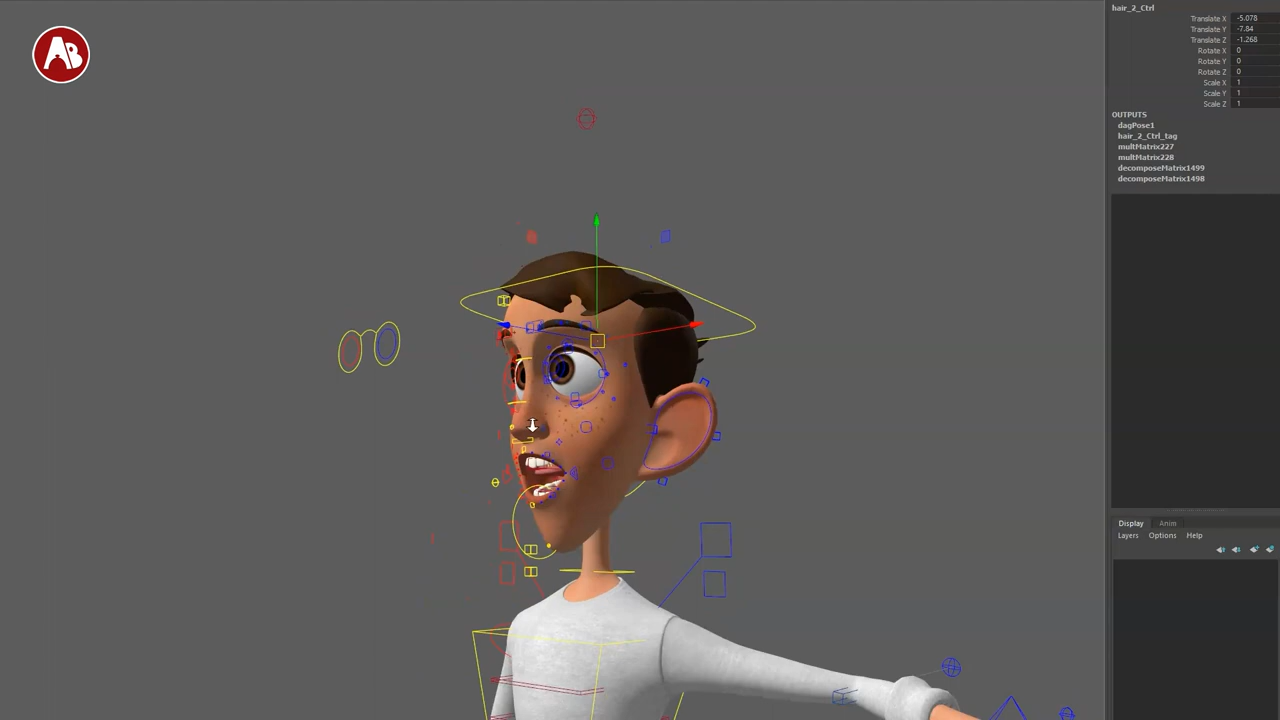 AB
hair_2_Ctrl
Translate X -5.078
Translate Y -7.84
Translate Z -1.268
Rotate X 0
Rotate Y 0
Rotate Z 0
Scale X 1
Scale Y 1
Scale Z 1
OUTPUTS
dagPose1
hair_2_Ctrl_tag
multMatrix227
multMatrix228
decomposeMatrix1499
decomposeMatrix1498
Display Anim
Layers Options Help